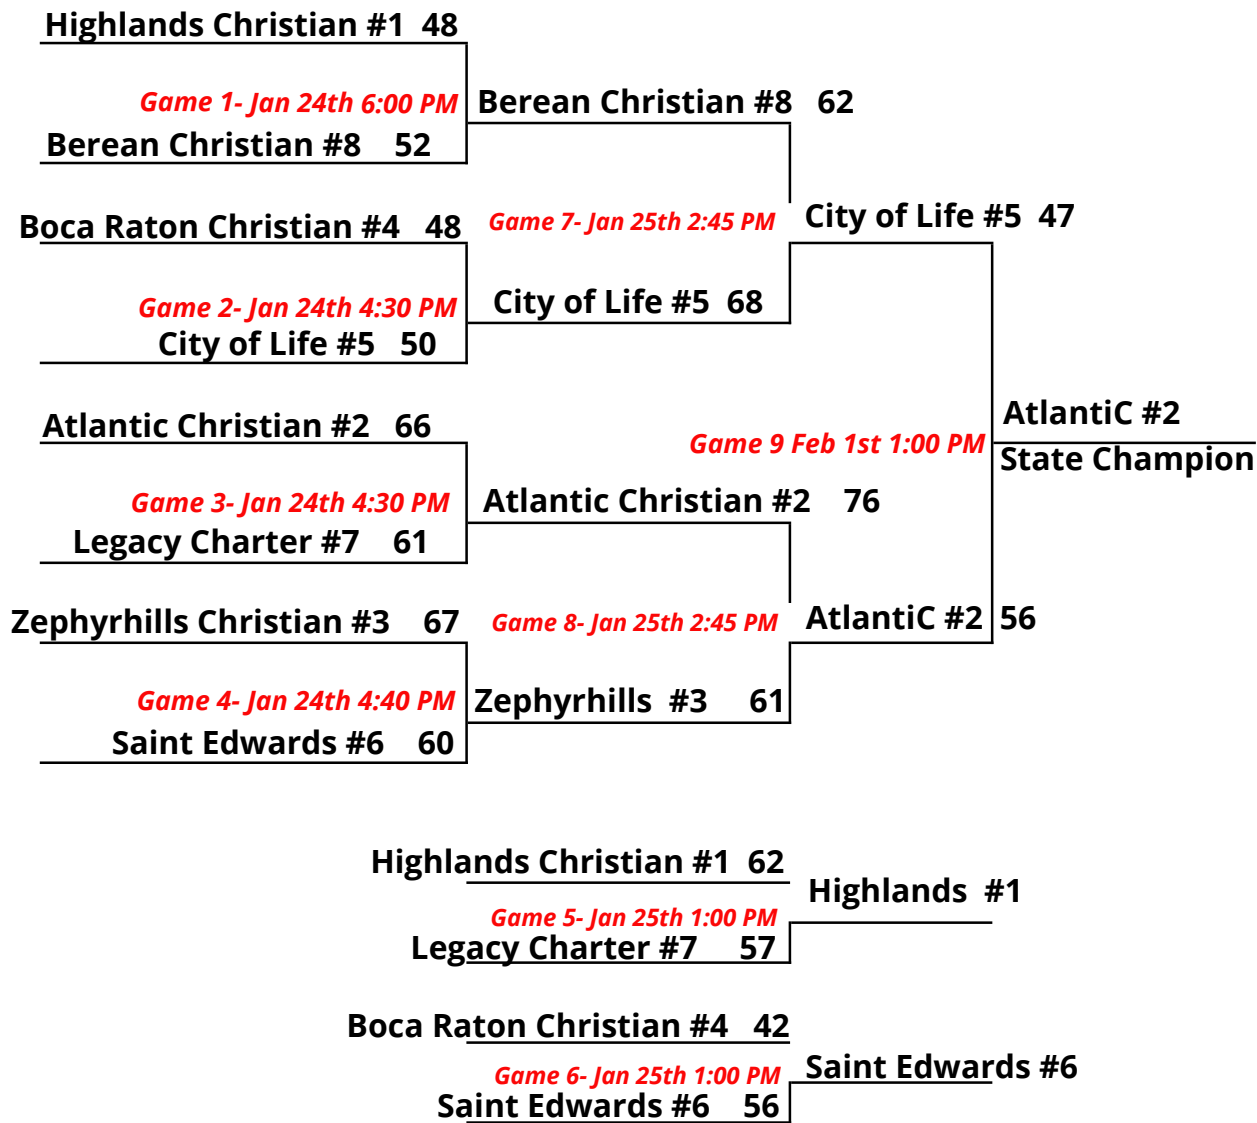 Highlands Christian #1 48
Game 1- Jan 24th 6:00 PM
Berean Christian #8 62
Berean Christian #8 52
Boca Raton Christian #4 48
Game 7- Jan 25th 2:45 PM
City of Life #5 47
Game 2- Jan 24th 4:30 PM
City of Life #5 68
City of Life #5 50
Atlantic Christian #2 66
AtlantiC #2
Game 9 Feb 1st 1:00 PM
State Champion
Game 3- Jan 24th 4:30 PM
Atlantic Christian #2 76
Legacy Charter #7 61
Zephyrhills Christian #3 67
Game 8- Jan 25th 2:45 PM
AtlantiC #2 56
Game 4- Jan 24th 4:40 PM
Zephyrhills #3 61
Saint Edwards #6 60
Highlands Christian #1 62
Highlands #1
Game 5- Jan 25th 1:00 PM
Legacy Charter #7 57
Boca Raton Christian #4 42
Saint Edwards #6
Game 6- Jan 25th 1:00 PM
Saint Edwards #6 56